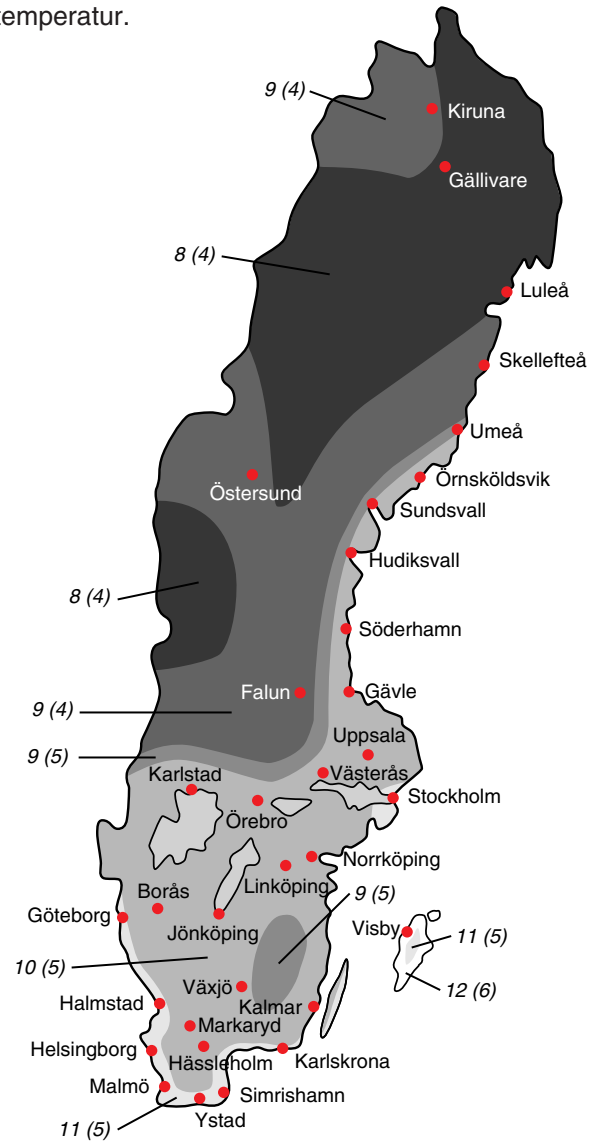 temperatur.
9 (4)
Kiruna
Gällivare
8 (4)
Luleå
Skellefteå
Umeå
Östersund
Örnsköldsvik
Sundsvall
Hudiksvall
8 (4)
Söderhamn
Falun
Gävle
9 (4)
Uppsala
9 (5)
Karlstad
Västerås
Stockholm
Örebro
Norrköping
Linköping
9 (5)
Borås
Göteborg
Jönköping
Visby
11 (5)
10 (5)
12 (6)
Växjö
Halmstad
Kalmar
Markaryd
Helsingborg
Hässleholm
Karlskrona
Malmö
Simrishamn
Ystad
11 (5)